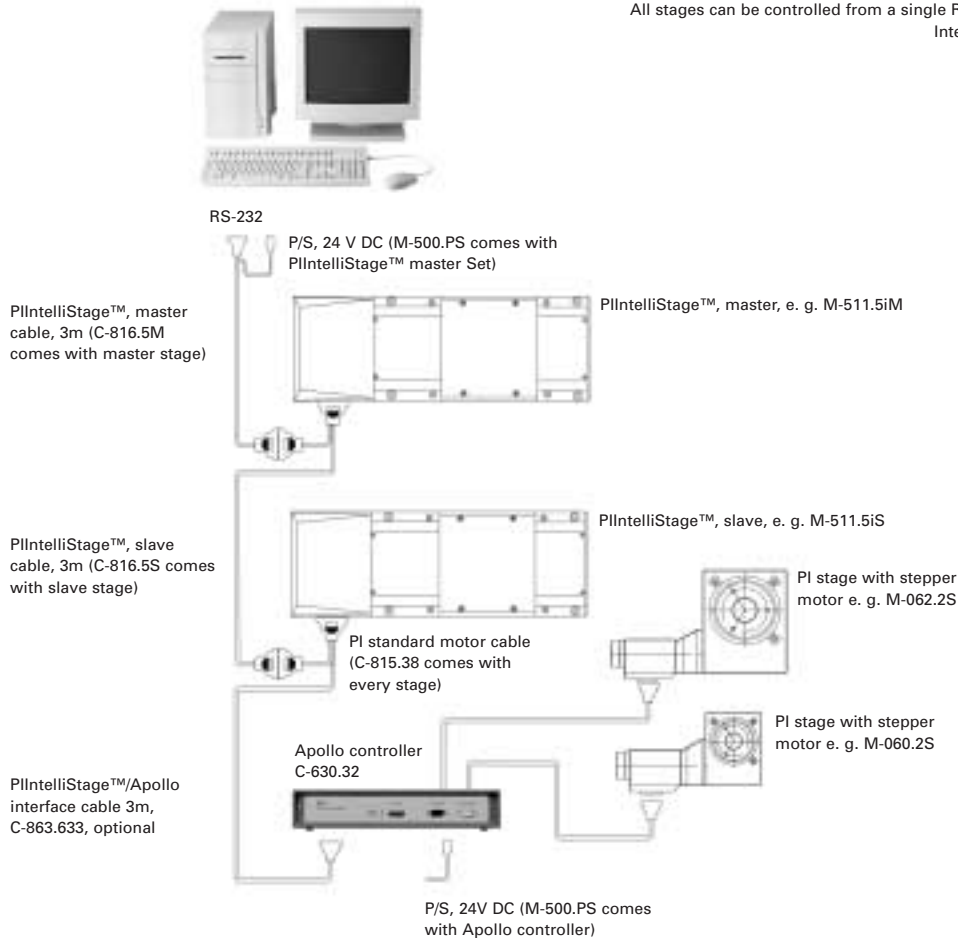 All stages can be controlled from a single
RS-232
P/S, 24 V DC (M-500.PS comes with
PIIntelliStage™ master Set)
PIIntelliStage™, master
cable, 3m (C-816.5M
comes with master stage)
PIIntelliStage™, master, e. g. M-511.5iM
PIIntelliStage™, slave
cable, 3m (C-816.5S comes
with slave stage)
PIIntelliStage™, slave, e. g. M-511.5iS
PI stage with stepper
motor e. g. M-062.2S
PI standard motor cable
(C-815.38 comes with
every stage)
PI stage with stepper
motor e. g. M-060.2S
Apollo controller
C-630.32
PIIntelliStage™/Apollo
interface cable 3m,
C-863.633, optional
P/S, 24V DC (M-500.PS comes
with Apollo controller)